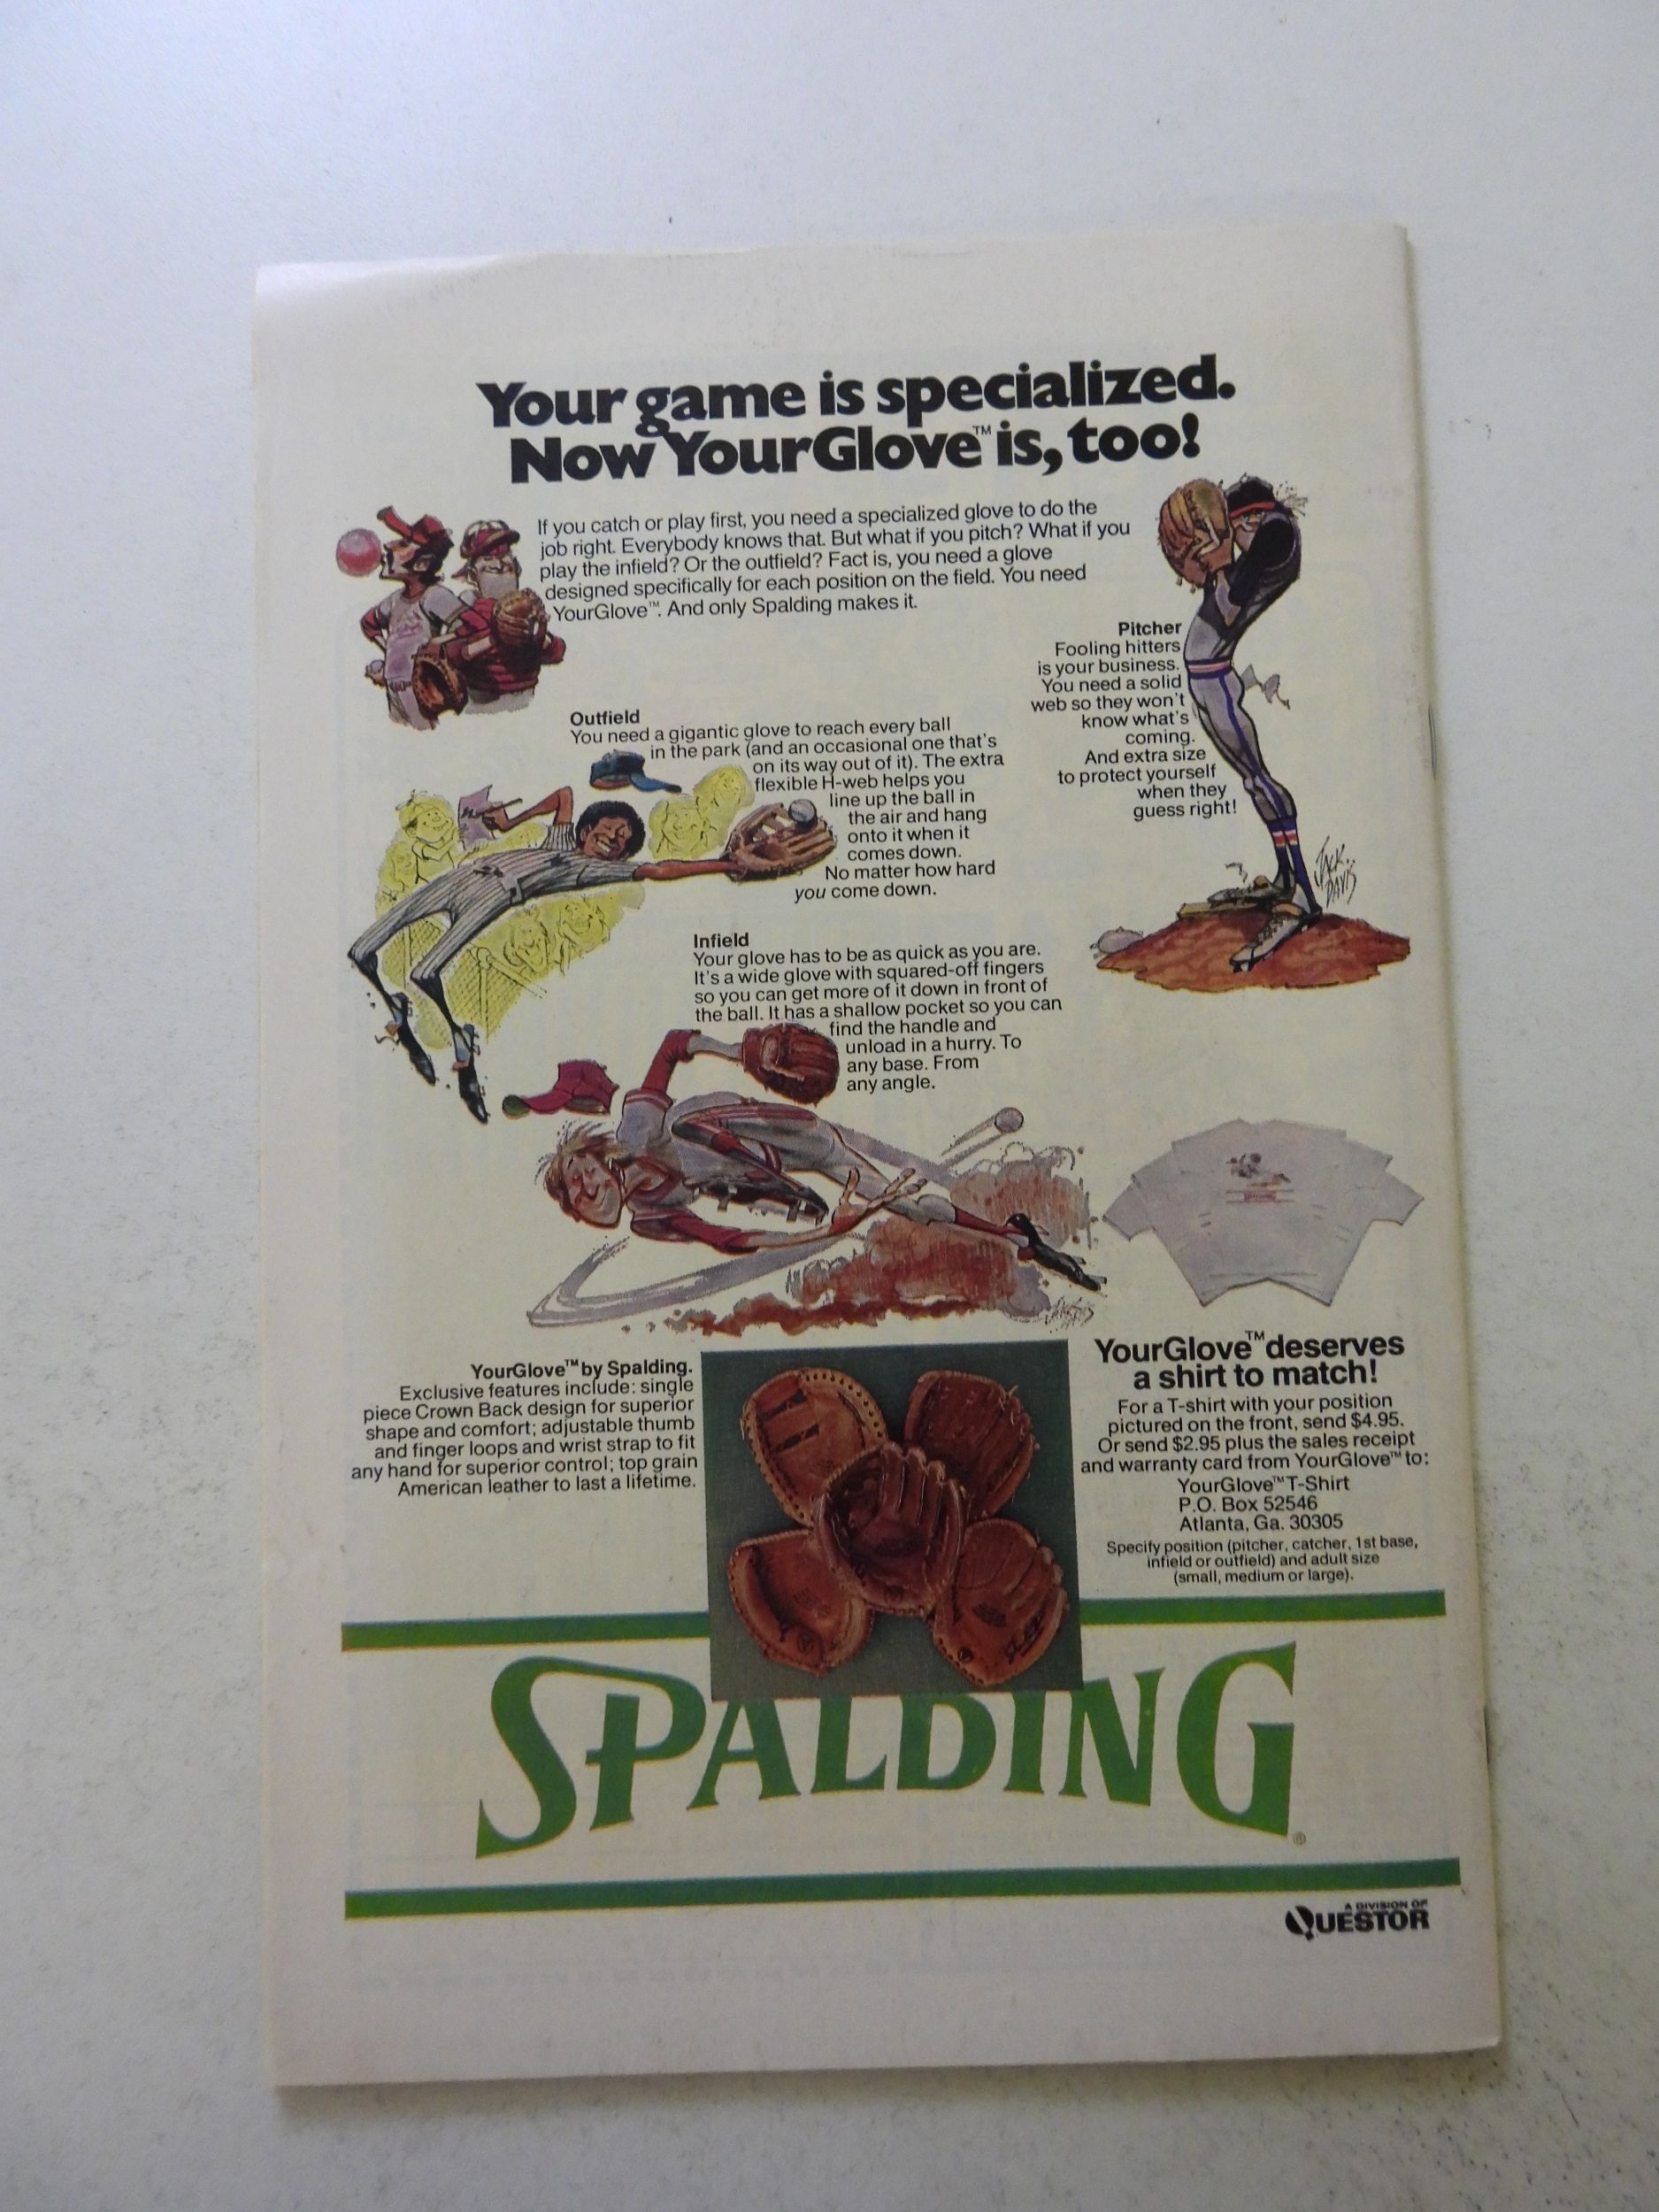 Your game is specialized.
Now YourGlove™ is, too!
If you catch or play first, you need a specialized glove to do the
job right. Everybody knows that. But what if you pitch? What if you
play the infield? Or the outfield? Fact is, you need a glove
designed specifically for each position on the field. You need
YourGlove™. And only Spalding makes it.
Pitcher
Fooling hitters
is your business.
You need a solid
web so they won't
know what's
coming.
And extra size
to protect yourself
when they
guess right!
JACK
DAVIS
Outfield
You need a gigantic glove to reach every ball
in the park (and an occasional one that's
on its way out of it). The extra
flexible H-web helps you
line up the ball in
the air and hang
onto it when it
comes down.
No matter how hard
you come down.
Infield
Your glove has to be as quick as you are.
It's a wide glove with squared-off fingers
so you can get more of it down in front of
the ball. It has a shallow pocket so you can
find the handle and
unload in a hurry. To
any base. From
any angle.
YourGlove™ by Spalding.
Exclusive features include: single
piece Crown Back design for superior
shape and comfort; adjustable thumb
and finger loops and wrist strap to fit
any hand for superior control; top grain
American leather to last a lifetime.
YourGlove™ deserves
a shirt to match!
For a T-shirt with your position
pictured on the front, send $4.95.
Or send $2.95 plus the sales receipt
and warranty card from YourGlove™ to:
YourGlove™ T-Shirt
P.O. Box 52546
Atlanta, Ga. 30305
Specify position (pitcher, catcher, 1st base,
infield or outfield) and adult size
(small, medium or large).
SPALDING®
A DIVISION OF
QUESTOR